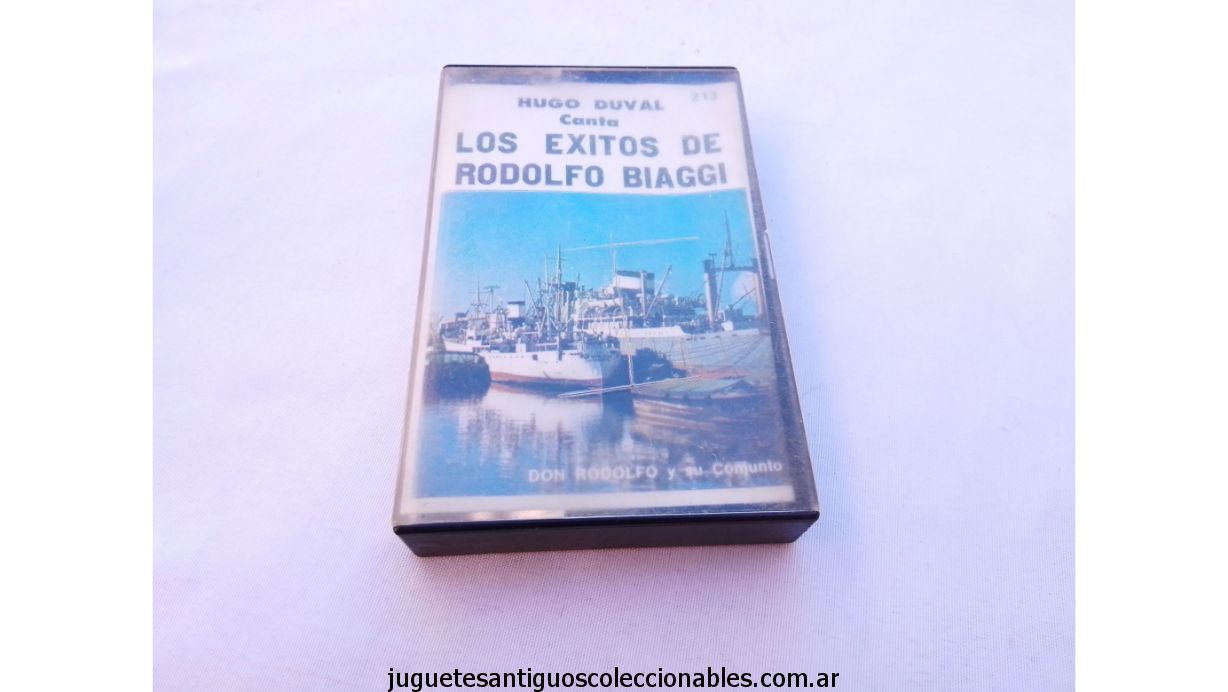 HUGO DUVAL 213
Canta
LOS EXITOS DE
RODOLFO BIAGGI
DON RODOLFO y su Conjunto
juguetesantiguoscoleccionables.com.ar